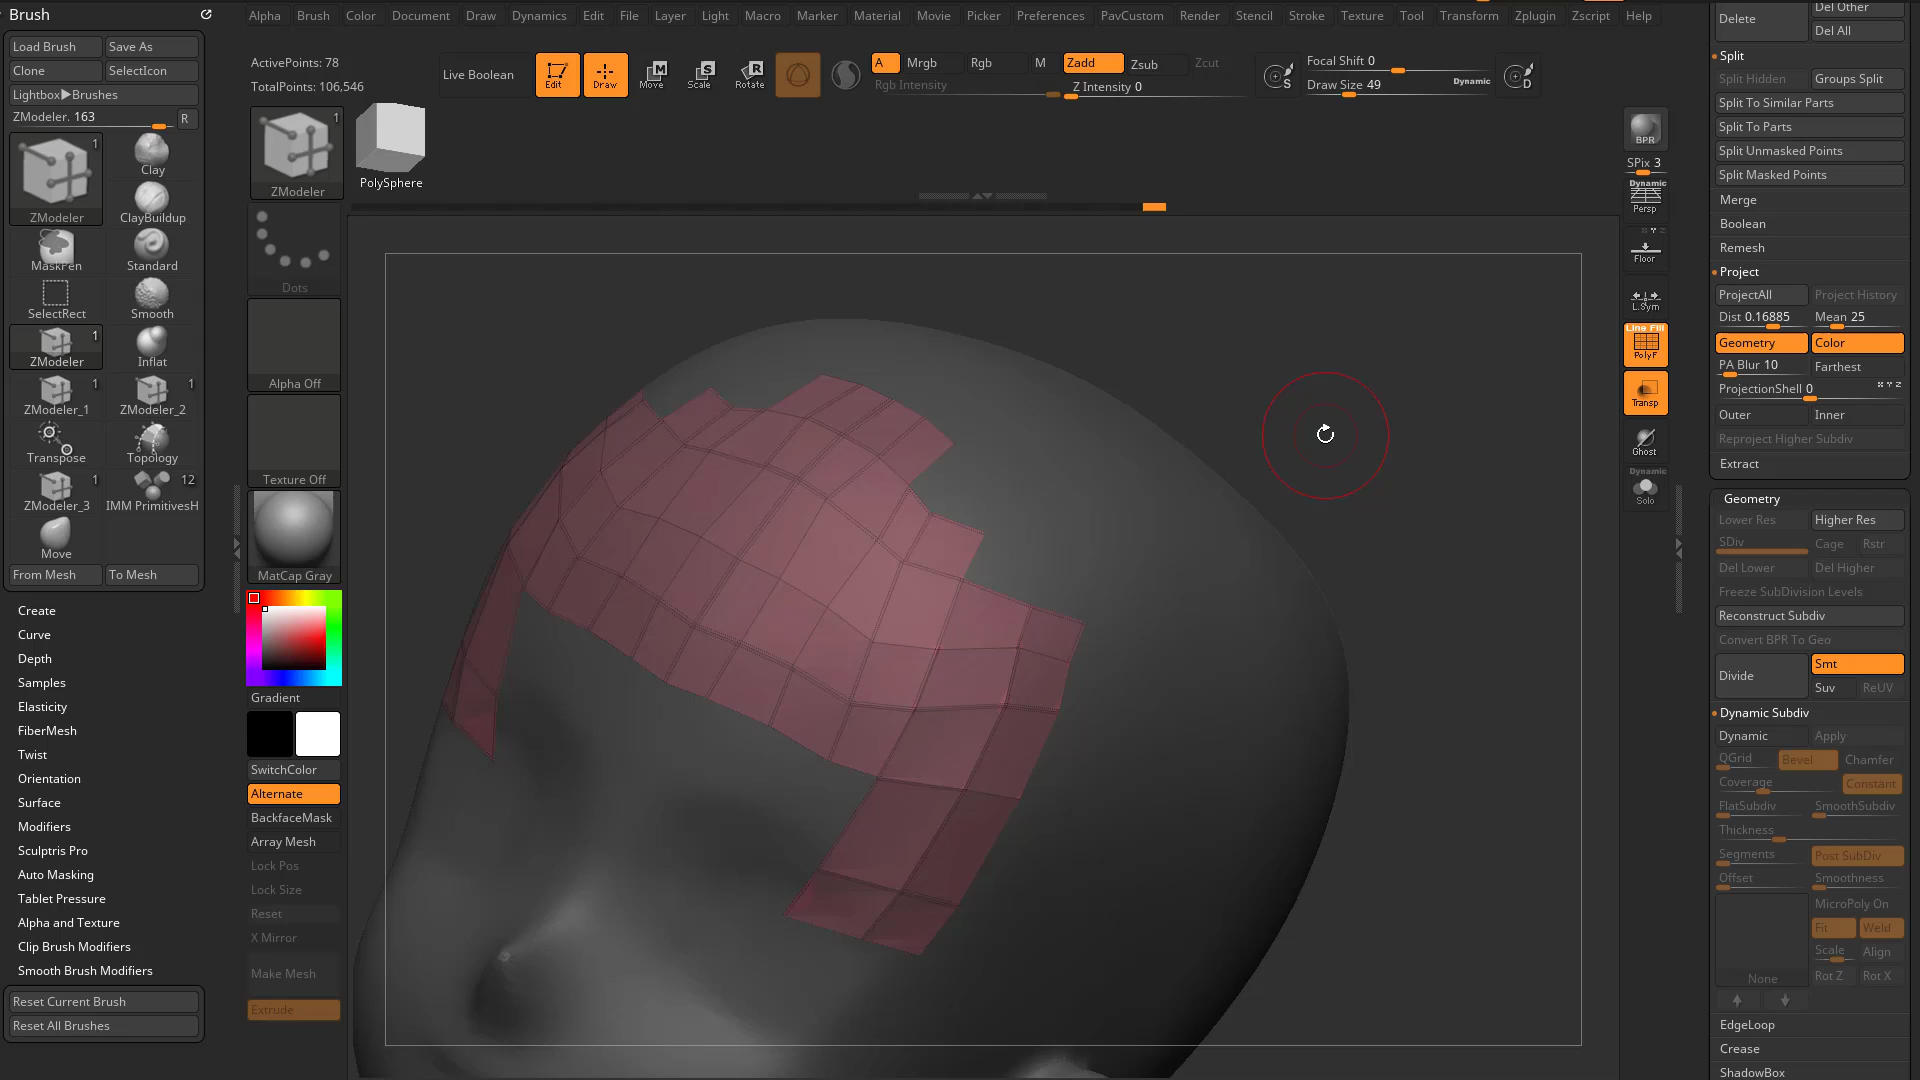 Brush
Alpha Brush Color Document Draw Dynamics Edit File Layer Light Macro Marker Material Movie Picker Preferences PavCustom Render Stencil Stroke Texture Tool Transform Zplugin Zscript Help
Load Brush Save As
Clone SelectIcon
Lightbox▶Brushes
ZModeler. 163 R
1
ZModeler
Clay
ClayBuildup
MaskPen Standard
SelectRect Smooth
1
ZModeler Inflat
1 1
ZModeler_1 ZModeler_2
Transpose Topology
1 12
ZModeler_3 IMM PrimitivesH
Move
From Mesh To Mesh
Create
Curve
Depth
Samples
Elasticity
FiberMesh
Twist
Orientation
Surface
Modifiers
Sculptris Pro
Auto Masking
Tablet Pressure
Alpha and Texture
Clip Brush Modifiers
Smooth Brush Modifiers
Reset Current Brush
Reset All Brushes
ActivePoints: 78
TotalPoints: 106,546
Live Boolean
Edit Draw Move Scale Rotate
M S R
A Mrgb Rgb M Zadd Zsub Zcut
Rgb Intensity Z Intensity 0
S
Focal Shift 0
Draw Size 49 Dynamic
D
1
ZModeler PolySphere
Dots
Alpha Off
Texture Off
MatCap Gray
Gradient
SwitchColor
Alternate
BackfaceMask
Array Mesh
Lock Pos
Lock Size
Reset
X Mirror
Make Mesh
Extrude
BPR
SPix 3
Dynamic
Persp
Floor
L.Sym
Line Fill
PolyF
Transp
Ghost
Dynamic
Solo
Delete Del Other
Del All
Split
Split Hidden Groups Split
Split To Similar Parts
Split To Parts
Split Unmasked Points
Split Masked Points
Merge
Boolean
Remesh
Project
ProjectAll Project History
Dist 0.16885 Mean 25
Geometry Color
PA Blur 10 Farthest
ProjectionShell 0
Outer Inner
Reproject Higher Subdiv
Extract
Geometry
Lower Res Higher Res
SDiv Cage Rstr
Del Lower Del Higher
Freeze SubDivision Levels
Reconstruct Subdiv
Convert BPR To Geo
Divide Smt
Suv ReUV
Dynamic Subdiv
Dynamic Apply
QGrid Bevel Chamfer
Coverage Constant
FlatSubdiv SmoothSubdiv
Thickness
Segments Post SubDiv
Offset Smoothness
MicroPoly On
Fit Weld
Scale Align
None Rot Z Rot X
EdgeLoop
Crease
ShadowBox